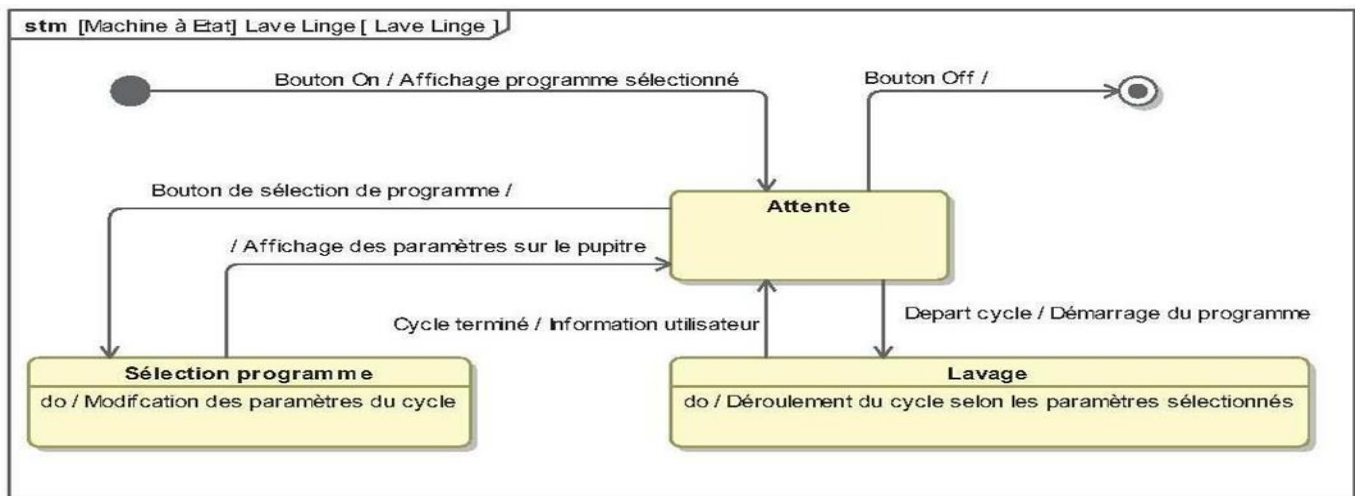 stm [Machine à Etat] Lave Linge [ Lave Linge ]
Bouton On / Affichage programme sélectionné
Bouton Off /
Bouton de sélection de programme /
Attente
/ Affichage des paramètres sur le pupitre
Cycle terminé / Information utilisateur
Depart cycle / Démarrage du programme
Sélection programme
do / Modifcation des paramètres du cycle
Lavage
do / Déroulement du cycle selon les paramètres sélectionnés